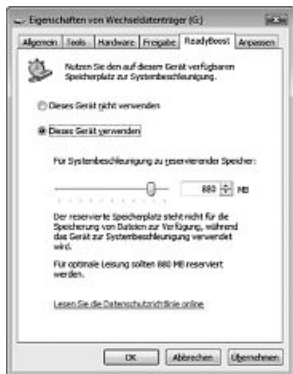 Eigenschaften von Wechseldatenträger (G:)
Allgemein Tools Hardware Freigabe ReadyBoost Anpassen
Nutzen Sie den auf diesem Gerät verfügbaren
Speicherplatz zur Systembeschleunigung.
Dieses Gerät nicht verwenden
Dieses Gerät verwenden
Für Systembeschleunigung zu reservierender Speicher:
880 MB
Der reservierte Speicherplatz steht nicht für die
Speicherung von Dateien zur Verfügung, während
das Gerät zur Systembeschleunigung verwendet
wird.
Für optimale Leisung sollten 880 MB reserviert
werden.
Lesen Sie die Datenschutzrichtlinie online
OK Abbrechen Übernehmen